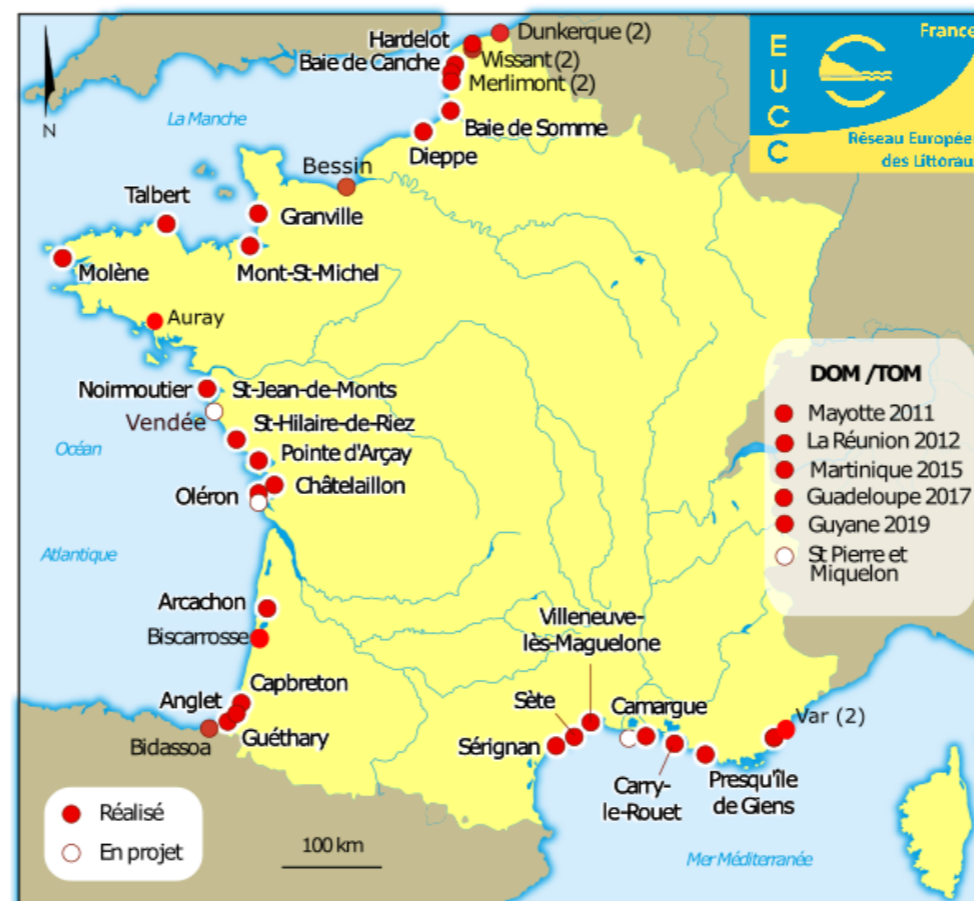 Dunkerque (2)
Hardelot
Wissant (2)
Baie de Canche
Merlimont (2)
La Manche
Baie de Somme
Dieppe
N
Bessin
Talbert
Granville
Mont-St-Michel
Molène
Auray
Noirmoutier
St-Jean-de-Monts
Vendée
St-Hilaire-de-Riez
Océan
Pointe d'Arçay
Châtelaillon
Oléron
Atlantique
Arcachon
Biscarrosse
Villeneuve-
lès-Maguelone
Capbreton
Anglet
Sète
Camargue
Var (2)
Bidassoa
Guéthary
Sérignan
Carry-
le-Rouet
Presqu'île
de Giens
Mer Méditerranée
100 km
Réalisé
En projet
EUCC
France
Réseau Europée
des Littoraux
DOM /TOM
Mayotte 2011
La Réunion 2012
Martinique 2015
Guadeloupe 2017
Guyane 2019
St Pierre et
Miquelon